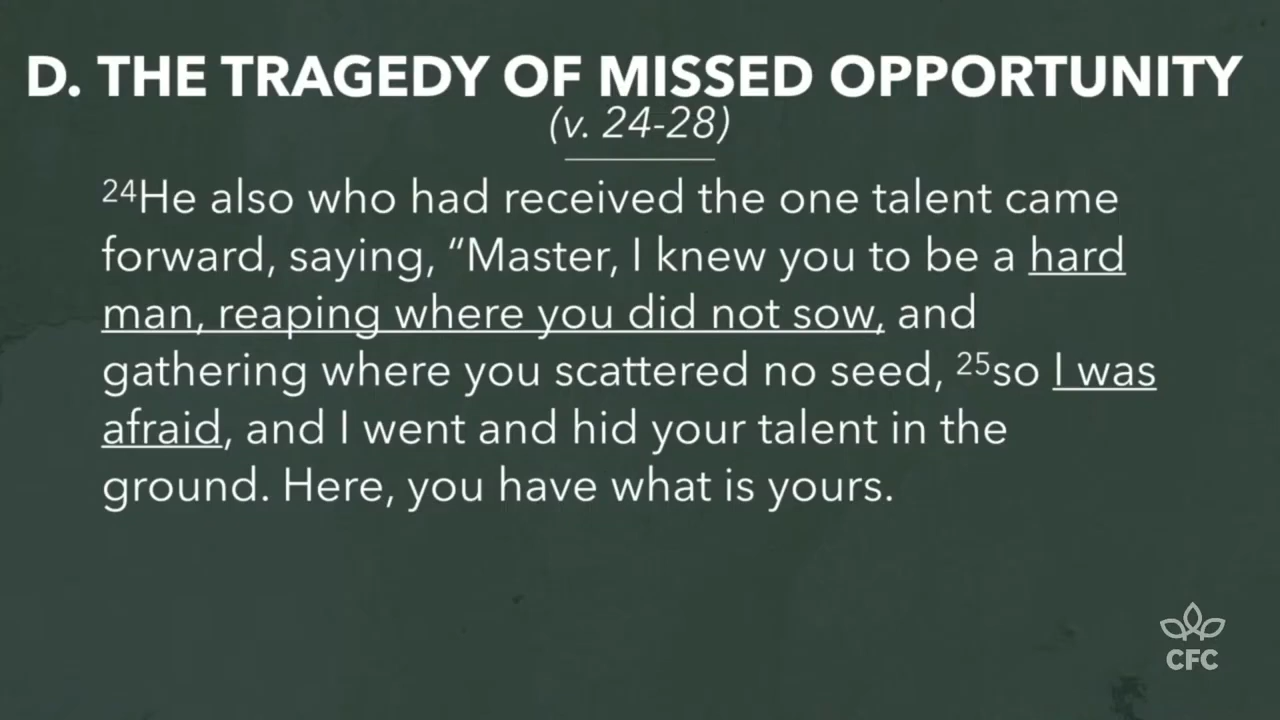 D. THE TRAGEDY OF MISSED OPPORTUNITY
(v. 24-28)
24He also who had received the one talent came
forward, saying, “Master, I knew you to be a hard
man, reaping where you did not sow, and
gathering where you scattered no seed, 25so I was
afraid, and I went and hid your talent in the
ground. Here, you have what is yours.
CFC